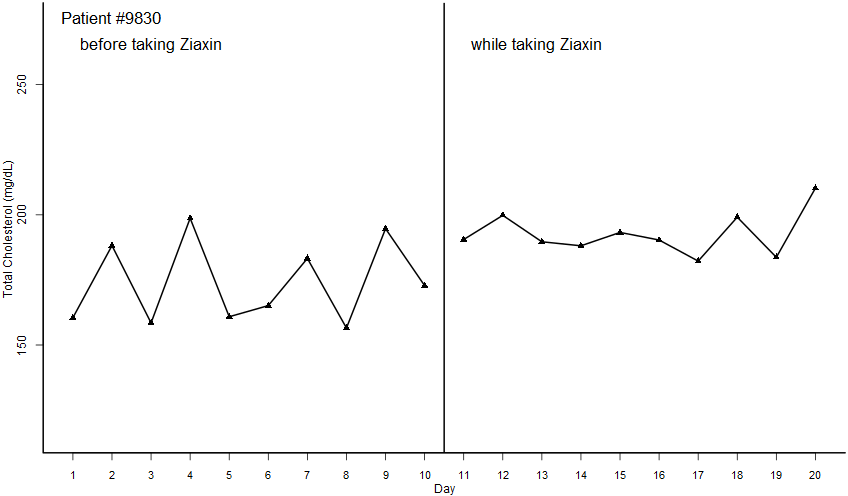 Patient #9830
before taking Ziaxin
while taking Ziaxin
Total Cholesterol (mg/dL)
250
200
150
1 2 3 4 5 6 7 8 9 10 11 12 13 14 15 16 17 18 19 20
Day